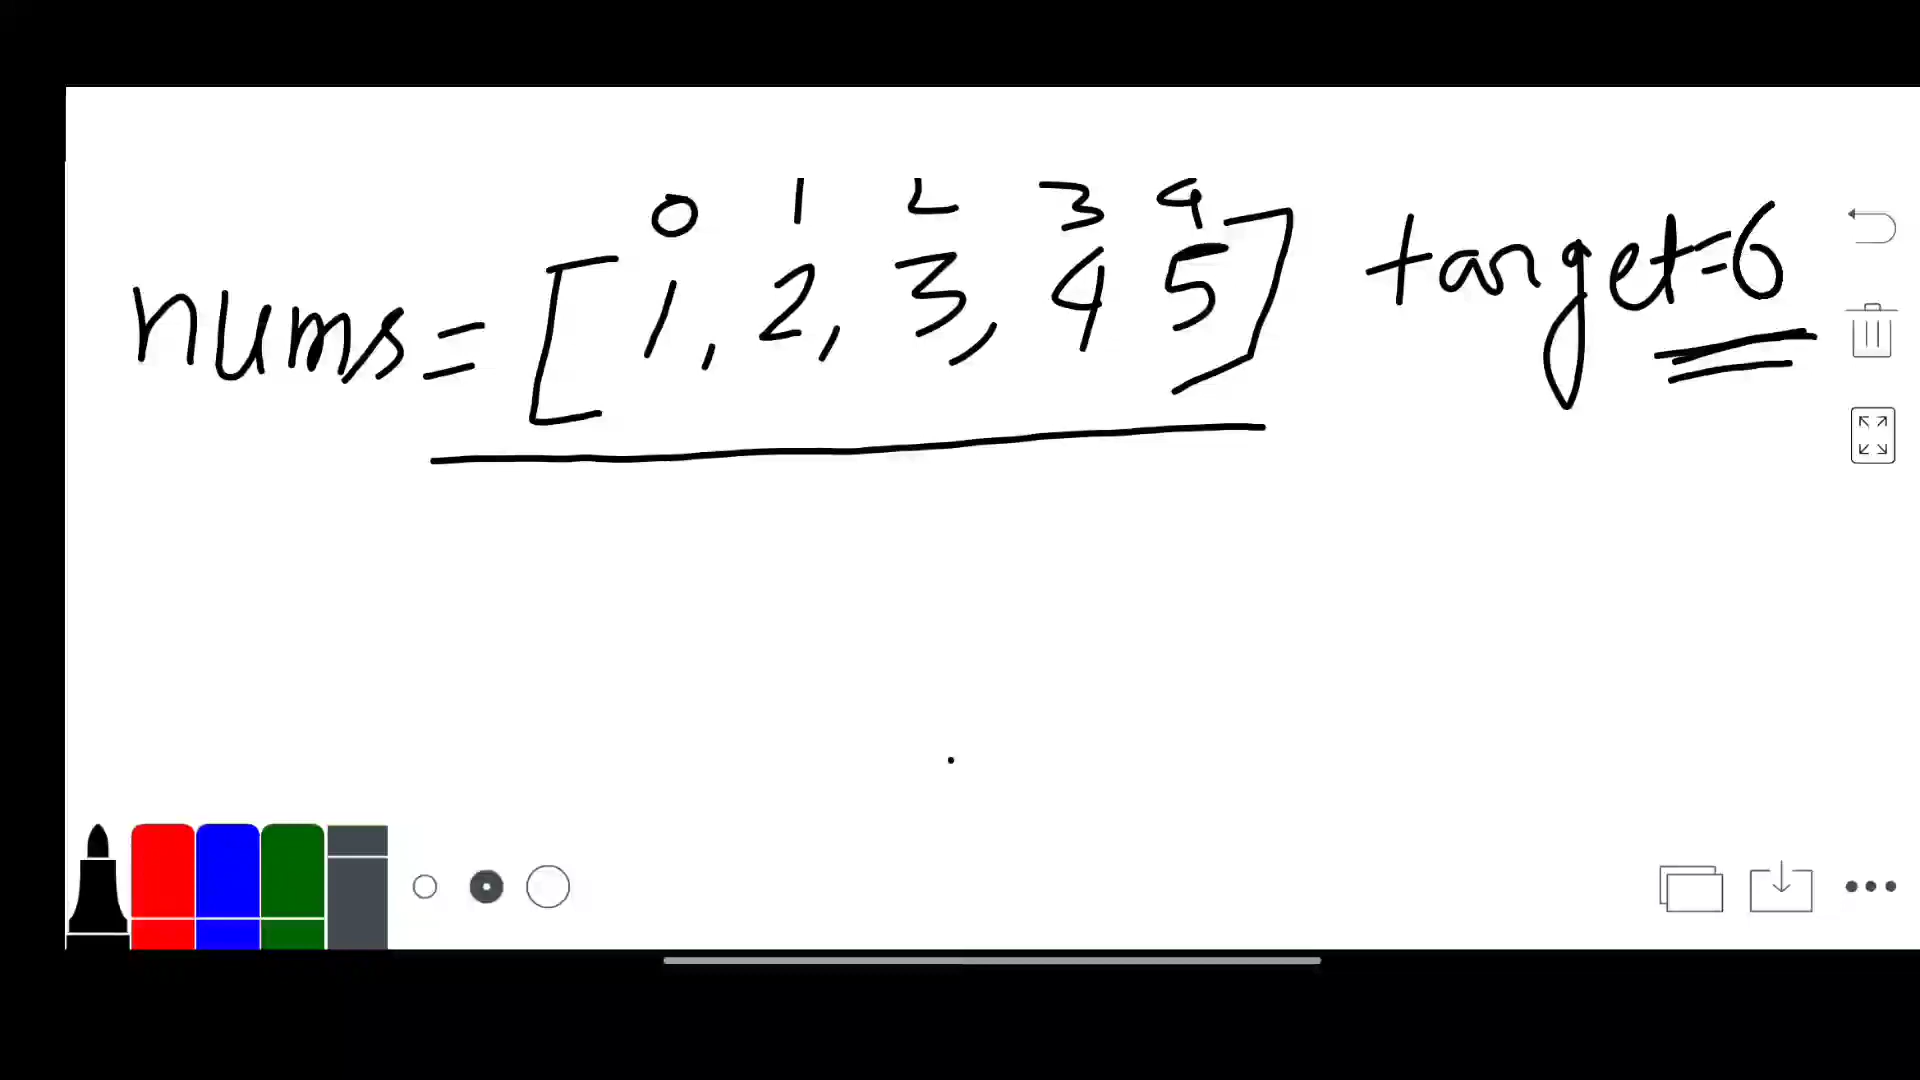 0 1 2 3 4
nums = [1, 2, 3, 4 5] target = 6